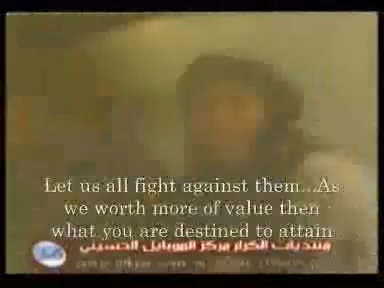 Let us all fight against them...As
we worth more of value then
what you are destined to attain
منتديات الكرار مركز الموبايل الحسيني